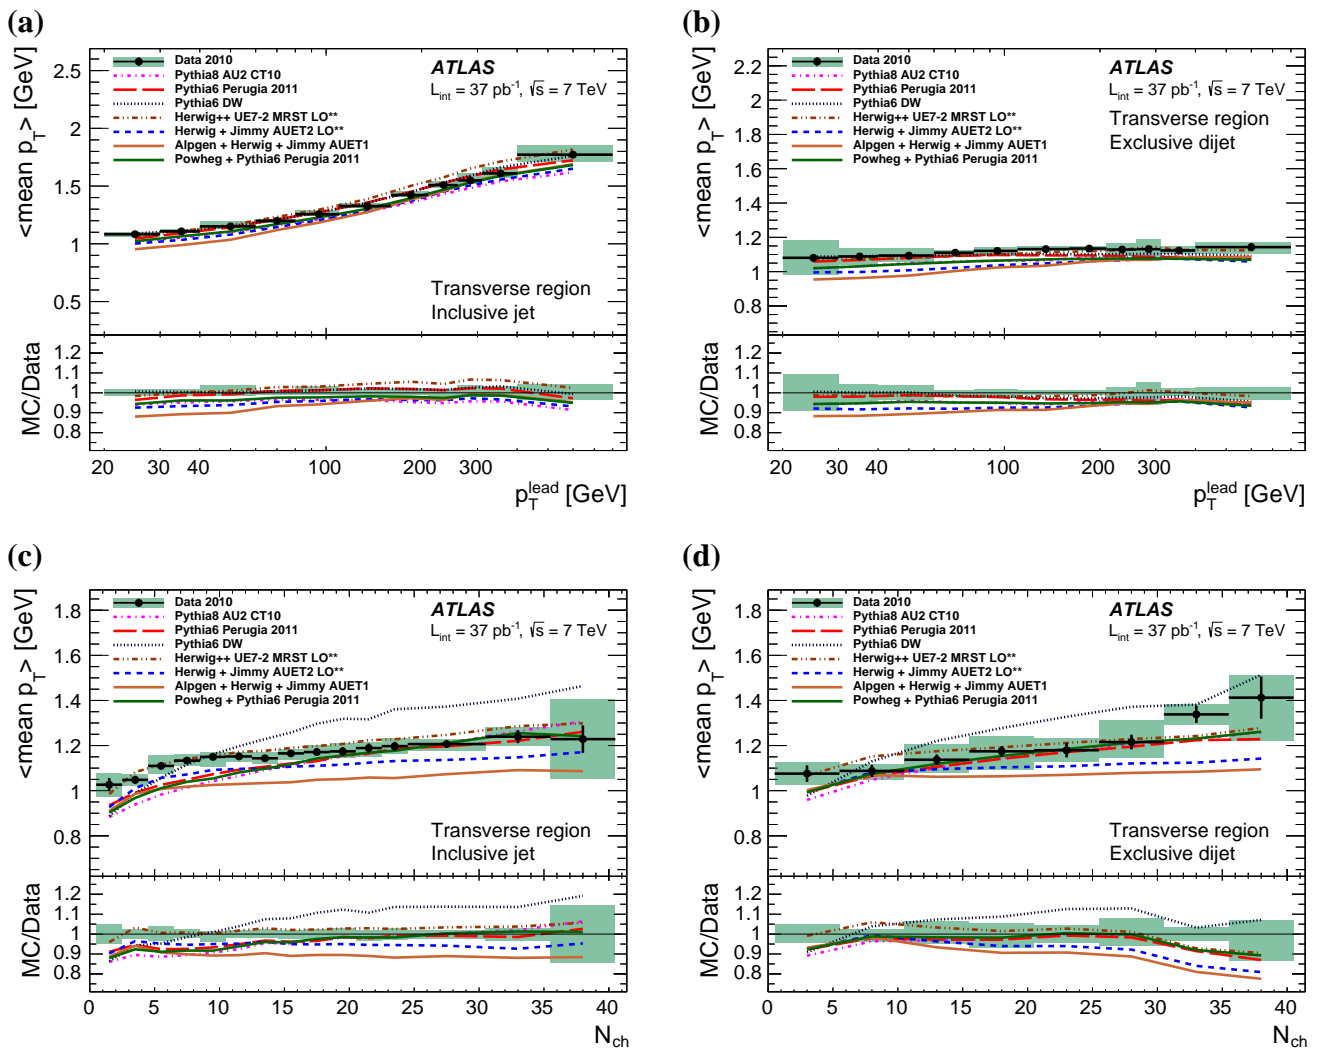 (a)
<mean p_T> [GeV]
2.5
2
1.5
1
0.5
Data 2010
Pythia8 AU2 CT10
Pythia6 Perugia 2011
Pythia6 DW
Herwig++ UE7-2 MRST LO**
Herwig + Jimmy AUET2 LO**
Alpgen + Herwig + Jimmy AUET1
Powheg + Pythia6 Perugia 2011
ATLAS
L_int = 37 pb^-1, √s = 7 TeV
Transverse region
Inclusive jet
MC/Data
1.2
1.1
1
0.9
0.8
20 30 40 100 200 300
p_T^lead [GeV]
(b)
<mean p_T> [GeV]
2.2
2
1.8
1.6
1.4
1.2
1
0.8
Data 2010
Pythia8 AU2 CT10
Pythia6 Perugia 2011
Pythia6 DW
Herwig++ UE7-2 MRST LO**
Herwig + Jimmy AUET2 LO**
Alpgen + Herwig + Jimmy AUET1
Powheg + Pythia6 Perugia 2011
ATLAS
L_int = 37 pb^-1, √s = 7 TeV
Transverse region
Exclusive dijet
MC/Data
1.2
1.1
1
0.9
0.8
20 30 40 100 200 300
p_T^lead [GeV]
(c)
<mean p_T> [GeV]
1.8
1.6
1.4
1.2
1
0.8
Data 2010
Pythia8 AU2 CT10
Pythia6 Perugia 2011
Pythia6 DW
Herwig++ UE7-2 MRST LO**
Herwig + Jimmy AUET2 LO**
Alpgen + Herwig + Jimmy AUET1
Powheg + Pythia6 Perugia 2011
ATLAS
L_int = 37 pb^-1, √s = 7 TeV
Transverse region
Inclusive jet
MC/Data
1.2
1.1
1
0.9
0.8
0 5 10 15 20 25 30 35 40
N_ch
(d)
<mean p_T> [GeV]
1.8
1.6
1.4
1.2
1
0.8
Data 2010
Pythia8 AU2 CT10
Pythia6 Perugia 2011
Pythia6 DW
Herwig++ UE7-2 MRST LO**
Herwig + Jimmy AUET2 LO**
Alpgen + Herwig + Jimmy AUET1
Powheg + Pythia6 Perugia 2011
ATLAS
L_int = 37 pb^-1, √s = 7 TeV
Transverse region
Exclusive dijet
MC/Data
1.2
1.1
1
0.9
0.8
0 5 10 15 20 25 30 35 40
N_ch